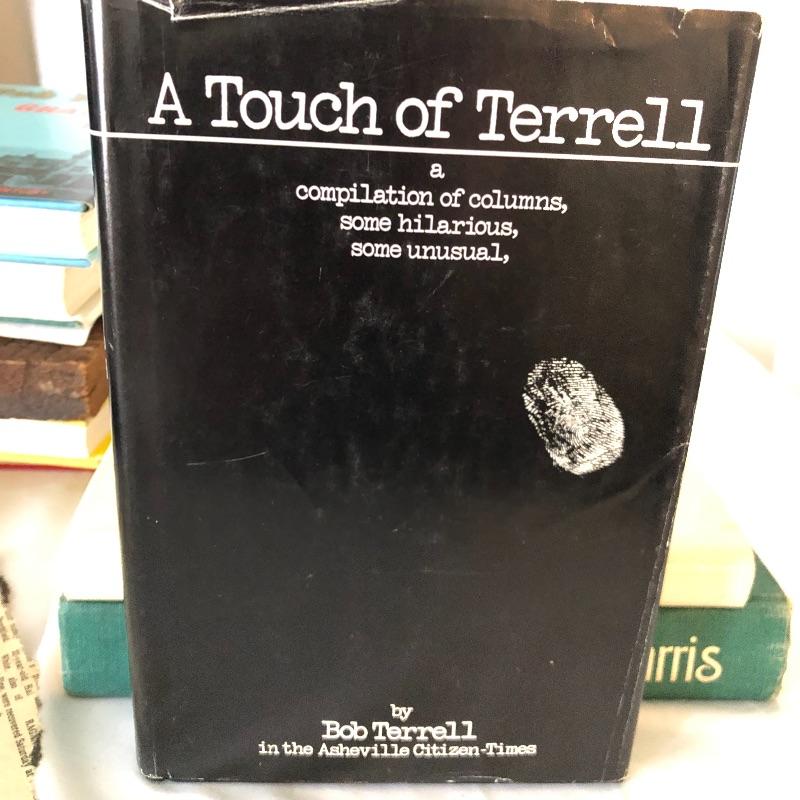 A Touch of Terrell
a
compilation of columns,
some hilarious,
some unusual,
by
Bob Terrell
in the Asheville Citizen-Times
arris